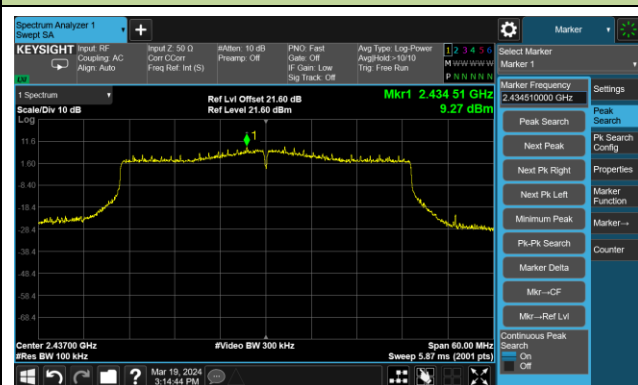 Spectrum Analyzer 1
Swept SA
+
Marker
KEYSIGHT
Input: RF
Coupling: AC
Align: Auto
Input Z: 50 Ω
Corr CCorr
Freq Ref: Int (S)
#Atten: 10 dB
Preamp: Off
PNO: Fast
Gate: Off
IF Gain: Low
Sig Track: Off
Avg Type: Log-Power
Avg|Hold:>10/10
Trig: Free Run
1 2 3 4 5 6
M W W W W W
P N N N N N
LXI
Select Marker
Marker 1
1 Spectrum
Scale/Div 10 dB
Log
Ref Lvl Offset 21.60 dB
Ref Level 21.60 dBm
Mkr1 2.434 51 GHz
9.27 dBm
1
11.6
1.60
-8.40
-18.4
-28.4
-38.4
-48.4
-58.4
-68.4
Center 2.43700 GHz
#Res BW 100 kHz
#Video BW 300 kHz
Span 60.00 MHz
Sweep 5.87 ms (2001 pts)
Marker Frequency
2.434510000 GHz
Peak Search
Next Peak
Next Pk Right
Next Pk Left
Minimum Peak
Pk-Pk Search
Marker Delta
Mkr→CF
Mkr→Ref Lvl
Continuous Peak
Search
On
Off
Settings
Peak
Search
Pk Search
Config
Properties
Marker
Function
Marker→
Counter
?
Mar 19, 2024
3:14:44 PM